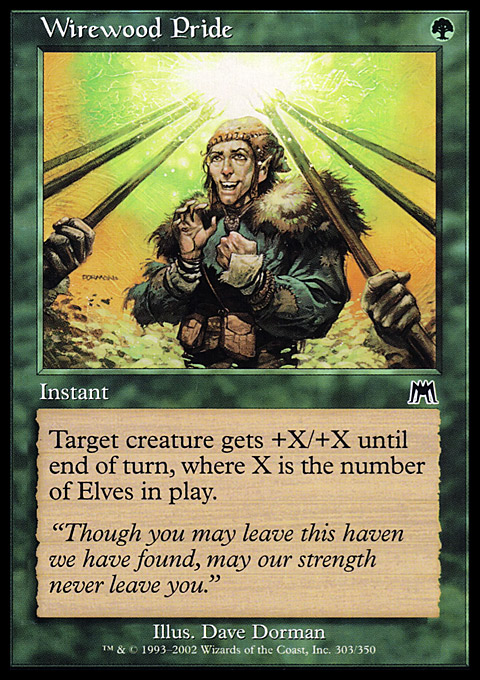 Wirewood Pride
Instant
Target creature gets +X/+X until
end of turn, where X is the number
of Elves in play.
“Though you may leave this haven
we have found, may our strength
never leave you.”
Illus. Dave Dorman
™ & © 1993–2002 Wizards of the Coast, Inc. 303/350